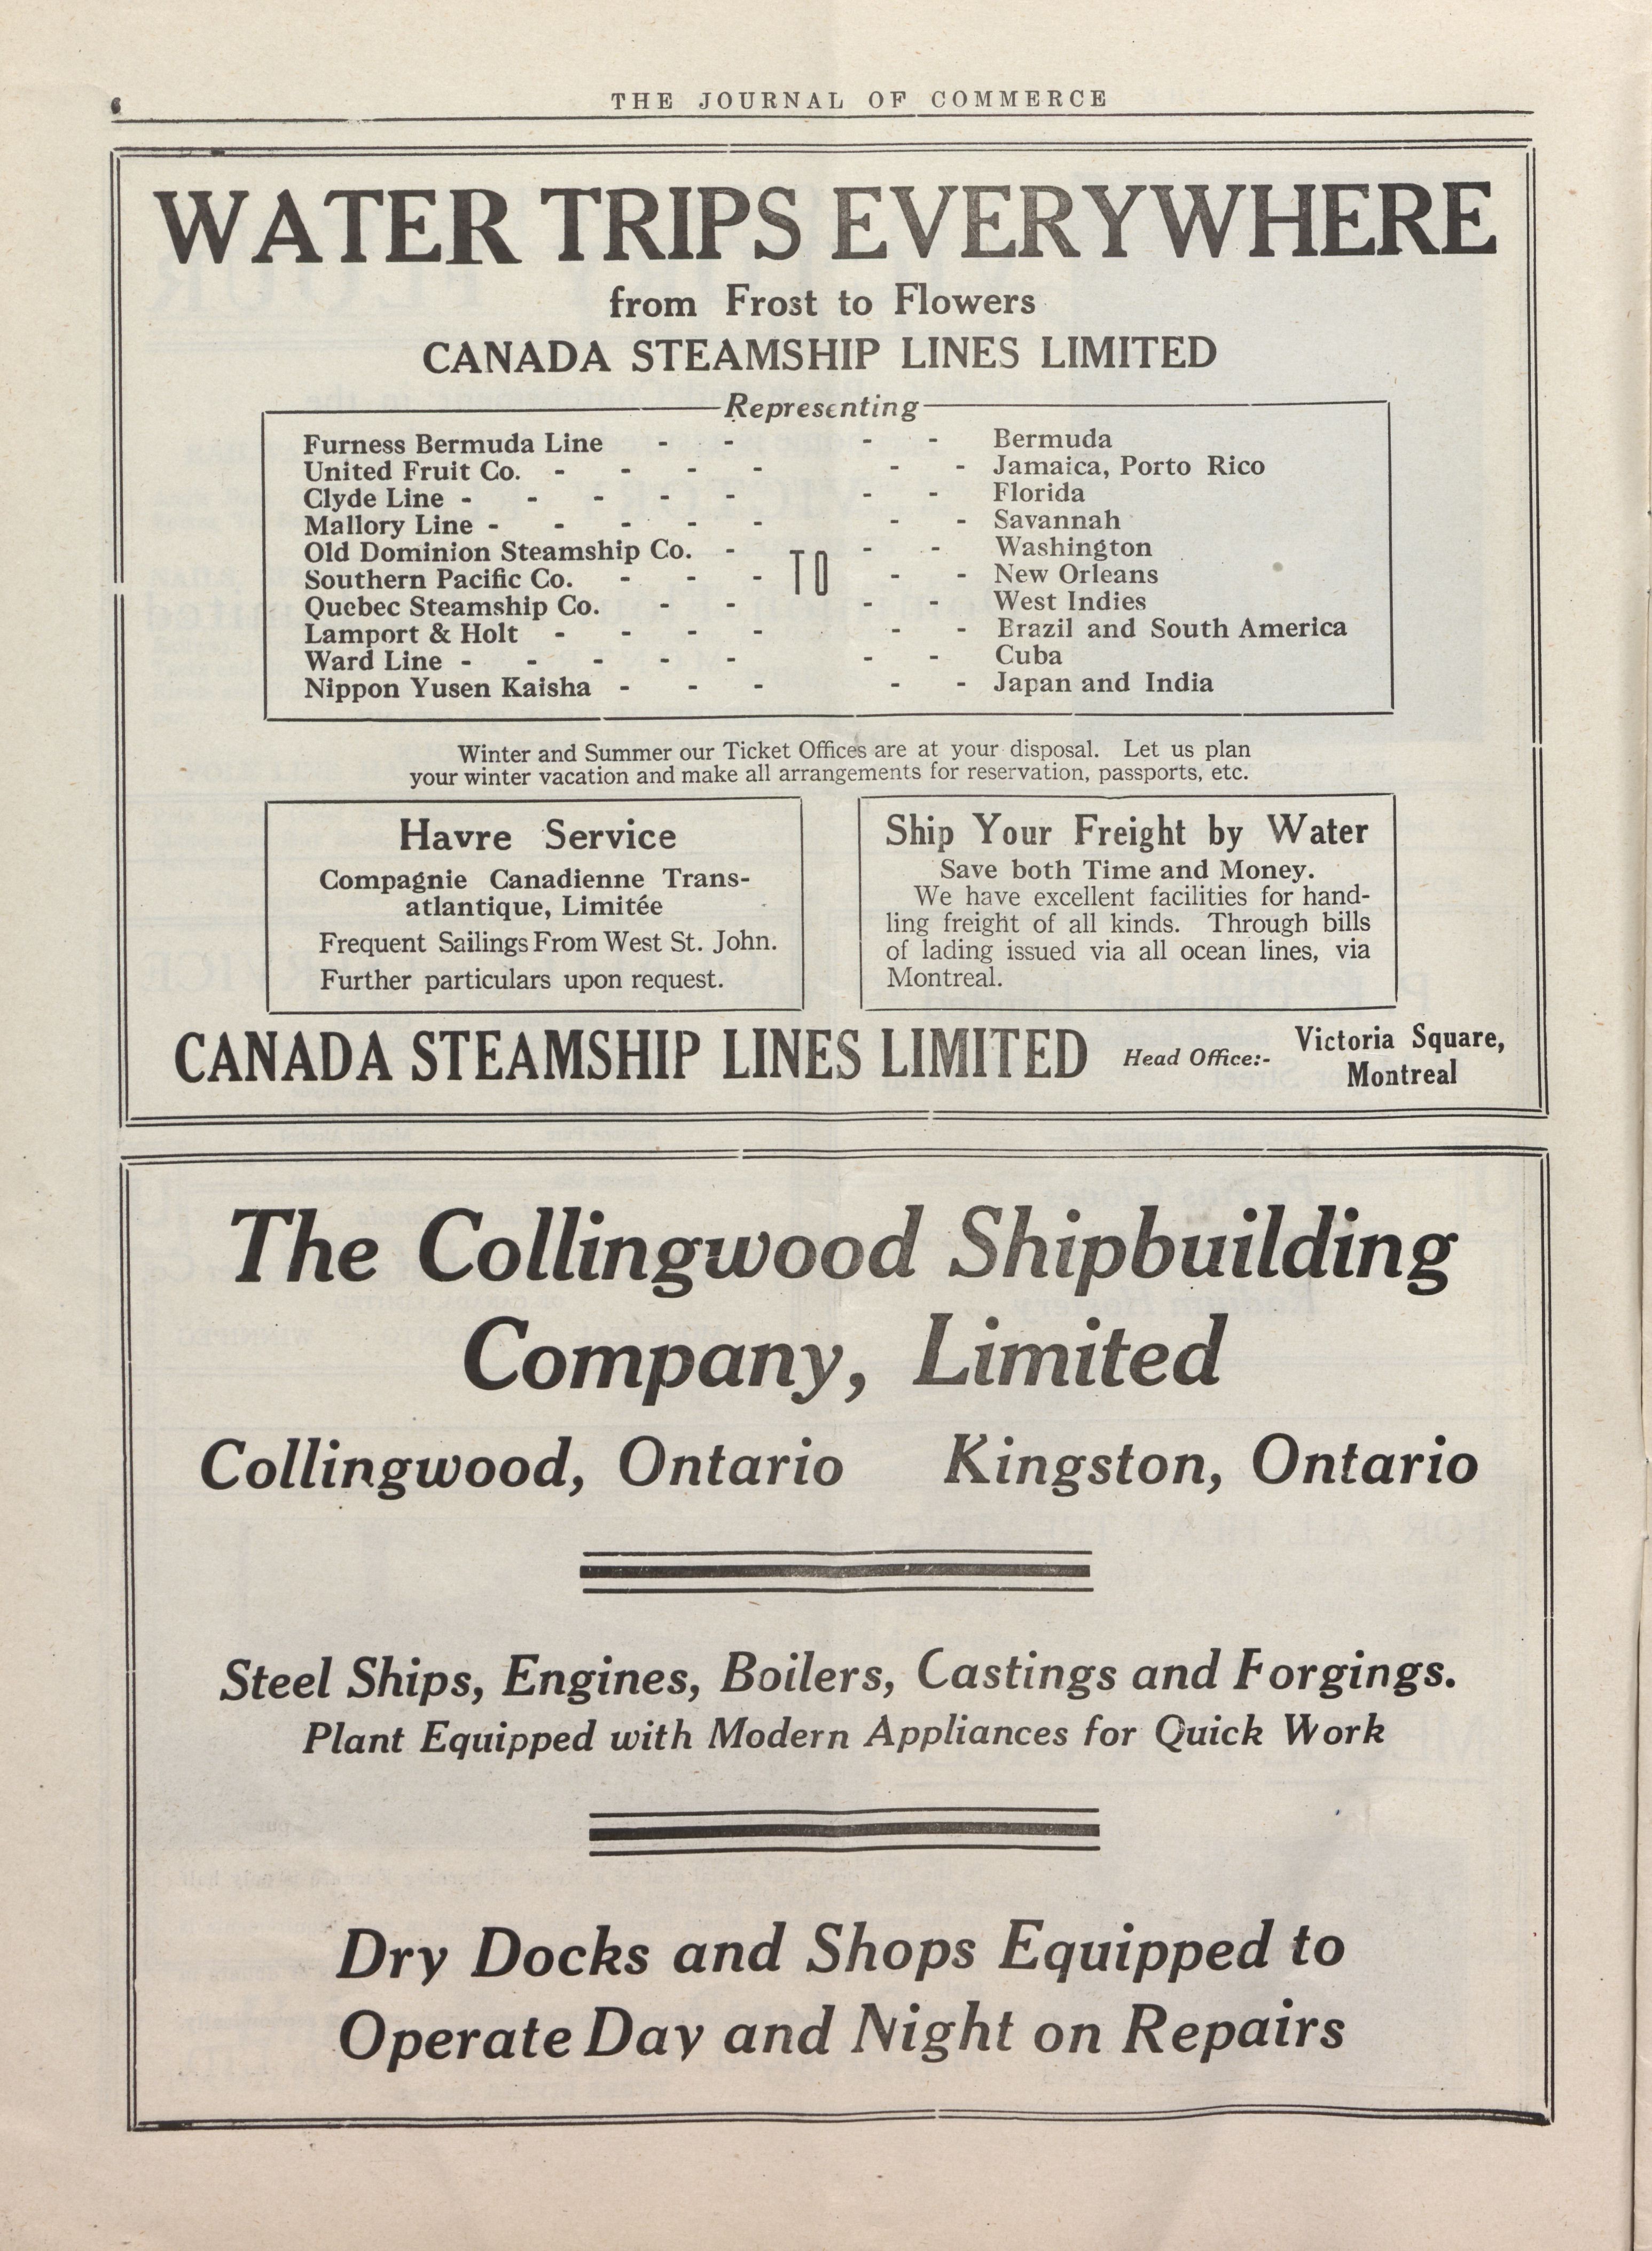 6
THE JOURNAL OF COMMERCE
WATER TRIPS EVERYWHERE
from Frost to Flowers
CANADA STEAMSHIP LINES LIMITED
Representing
Furness Bermuda Line - - - - Bermuda
United Fruit Co. - - - - - - Jamaica, Porto Rico
Clyde Line - - - - - - - Florida
Mallory Line - - - - - - - Savannah
Old Dominion Steamship Co. - - - Washington
TO
Southern Pacific Co. - - - - - New Orleans
Quebec Steamship Co. - - - - West Indies
Lamport & Holt - - - - - - Brazil and South America
Ward Line - - - - - - - Cuba
Nippon Yusen Kaisha - - - - - Japan and India
Winter and Summer our Ticket Offices are at your disposal. Let us plan
your winter vacation and make all arrangements for reservation, passports, etc.
Havre Service
Compagnie Canadienne Trans-
atlantique, Limitée
Frequent Sailings From West St. John.
Further particulars upon request.
Ship Your Freight by Water
Save both Time and Money.
We have excellent facilities for hand-
ling freight of all kinds. Through bills
of lading issued via all ocean lines, via
Montreal.
CANADA STEAMSHIP LINES LIMITED Head Office:- Victoria Square,
Montreal
The Collingwood Shipbuilding
Company, Limited
Collingwood, Ontario Kingston, Ontario
Steel Ships, Engines, Boilers, Castings and Forgings.
Plant Equipped with Modern Appliances for Quick Work
Dry Docks and Shops Equipped to
Operate Day and Night on Repairs